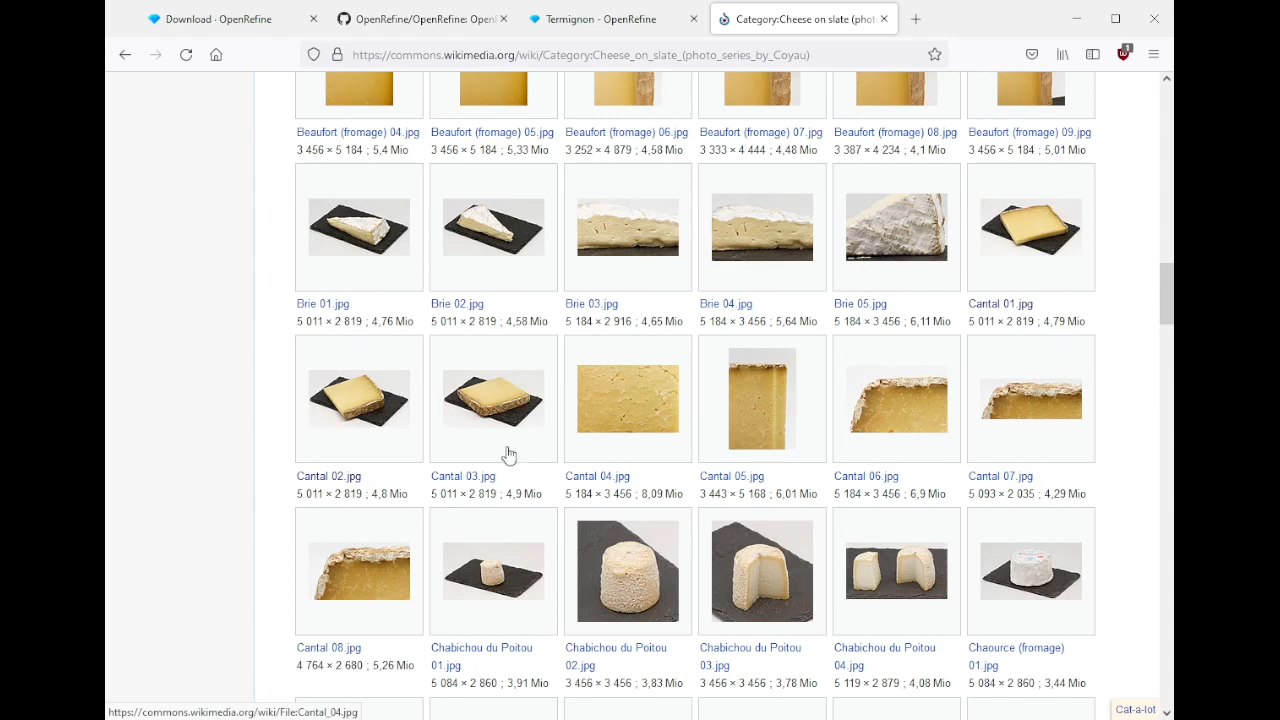 Download - OpenRefine
OpenRefine/OpenRefine: OpenI
Termignon - OpenRefine
Category:Cheese on slate (phot
https://commons.wikimedia.org/wiki/Category:Cheese_on_slate_(photo_series_by_Coyau)
1
Beaufort (fromage) 04.jpg
3 456 × 5 184 ; 5,4 Mio
Beaufort (fromage) 05.jpg
3 456 × 5 184 ; 5,33 Mio
Beaufort (fromage) 06.jpg
3 252 × 4 879 ; 4,58 Mio
Beaufort (fromage) 07.jpg
3 333 × 4 444 ; 4,48 Mio
Beaufort (fromage) 08.jpg
3 387 × 4 234 ; 4,1 Mio
Beaufort (fromage) 09.jpg
3 456 × 5 184 ; 5,01 Mio
Brie 01.jpg
5 011 × 2 819 ; 4,76 Mio
Brie 02.jpg
5 011 × 2 819 ; 4,58 Mio
Brie 03.jpg
5 184 × 2 916 ; 4,65 Mio
Brie 04.jpg
5 184 × 3 456 ; 5,64 Mio
Brie 05.jpg
5 184 × 3 456 ; 6,11 Mio
Cantal 01.jpg
5 011 × 2 819 ; 4,79 Mio
Cantal 02.jpg
5 011 × 2 819 ; 4,8 Mio
Cantal 03.jpg
5 011 × 2 819 ; 4,9 Mio
Cantal 04.jpg
5 184 × 3 456 ; 8,09 Mio
Cantal 05.jpg
3 443 × 5 168 ; 6,01 Mio
Cantal 06.jpg
5 184 × 3 456 ; 6,9 Mio
Cantal 07.jpg
5 093 × 2 035 ; 4,29 Mio
Cantal 08.jpg
4 764 × 2 680 ; 5,26 Mio
Chabichou du Poitou
01.jpg
5 084 × 2 860 ; 3,91 Mio
Chabichou du Poitou
02.jpg
3 456 × 3 456 ; 3,83 Mio
Chabichou du Poitou
03.jpg
3 456 × 3 456 ; 3,78 Mio
Chabichou du Poitou
04.jpg
5 119 × 2 879 ; 4,08 Mio
Chaource (fromage)
01.jpg
5 084 × 2 860 ; 3,44 Mio
https://commons.wikimedia.org/wiki/File:Cantal_04.jpg
Cat-a-lot